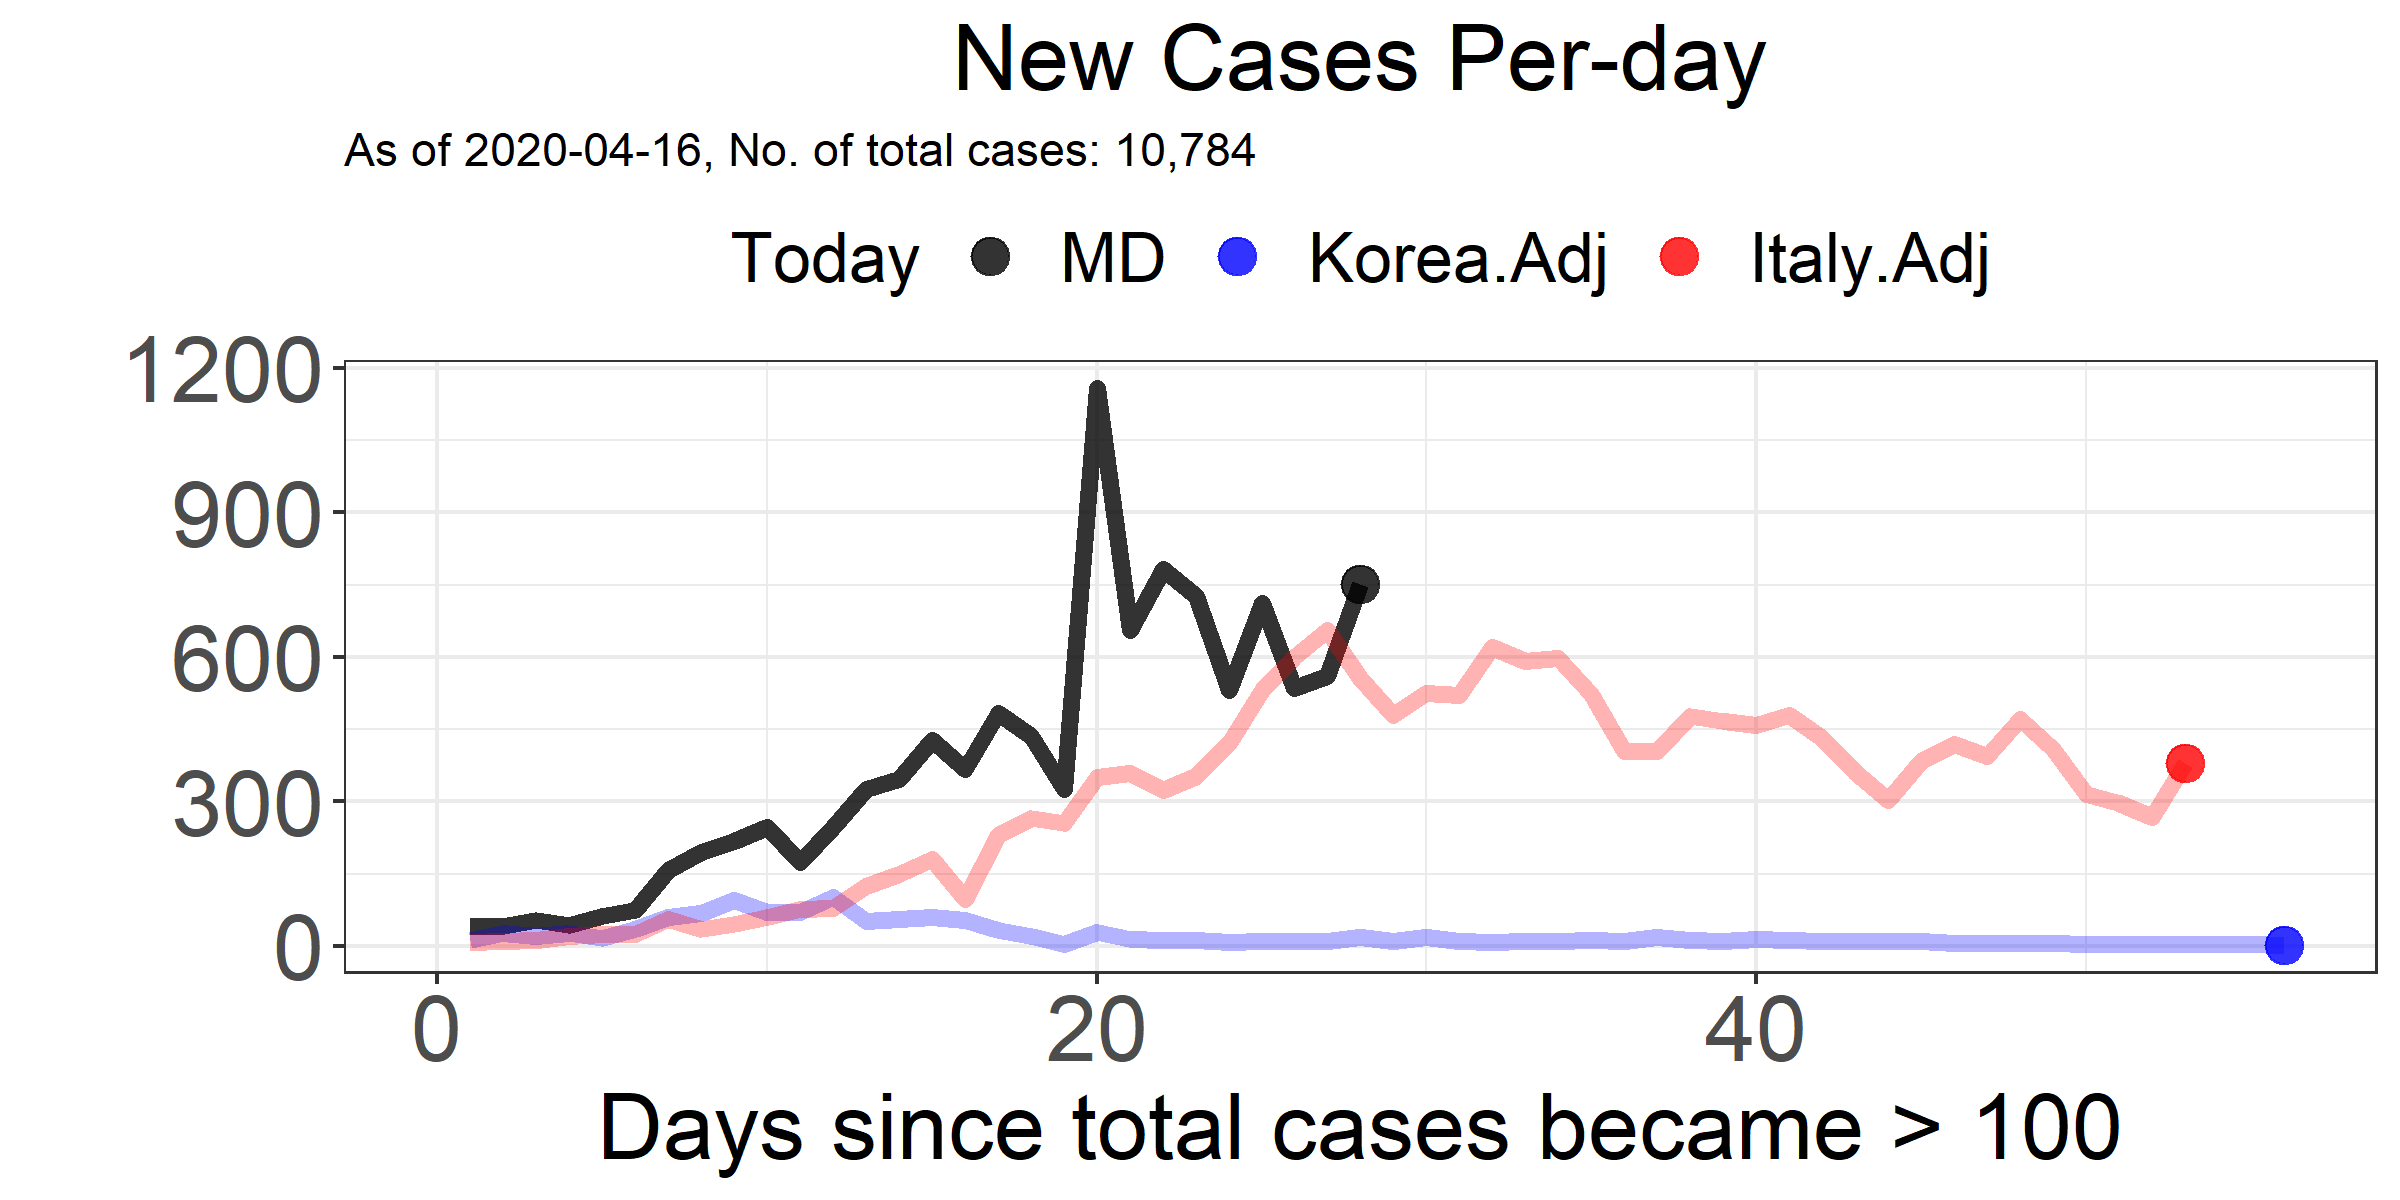 New Cases Per-day
As of 2020-04-16, No. of total cases: 10,784
Today MD Korea.Adj Italy.Adj
1200
900
600
300
0
0 20 40
Days since total cases became > 100